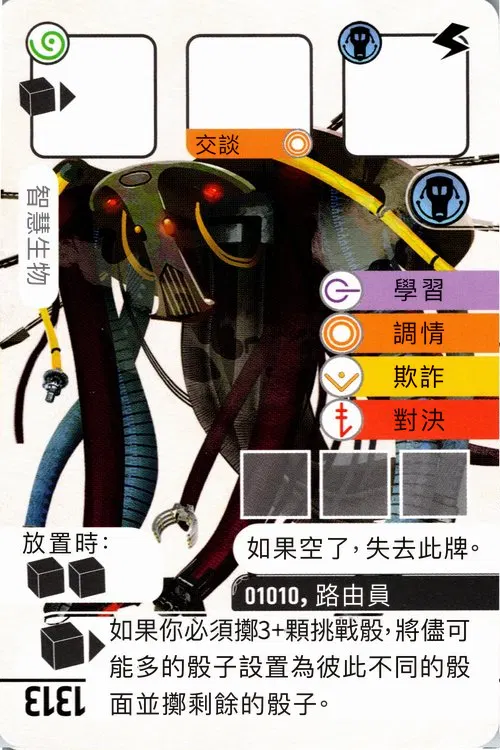 交談
智慧生物
學習
調情
欺詐
對決
放置時:
如果空了,失去此牌。
01010, 路由員
如果你必須擲3+顆挑戰骰,將儘可
能多的骰子設置為彼此不同的骰
面並擲剩餘的骰子。
1313